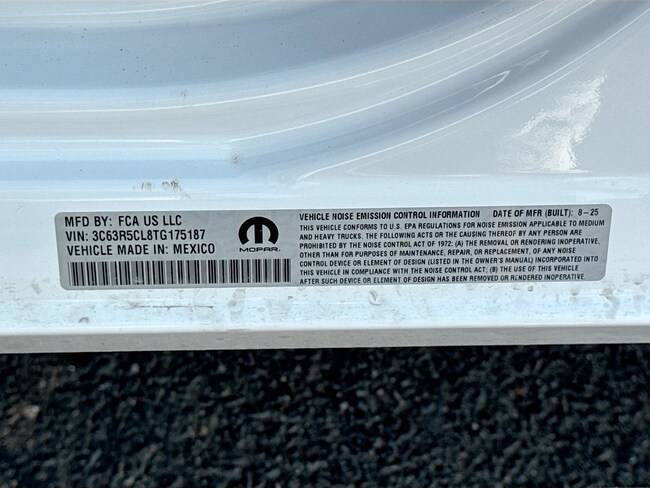 MFD BY: FCA US LLC
VIN: 3C63R5CL8TG175187
VEHICLE MADE IN: MEXICO
MOPAR.
VEHICLE NOISE EMISSION CONTROL INFORMATION DATE OF MFR (BUILT): 8-25
THIS VEHICLE CONFORMS TO U.S. EPA REGULATIONS FOR NOISE EMISSION APPLICABLE TO MEDIUM
AND HEAVY TRUCKS. THE FOLLOWING ACTS OR THE CAUSING THEREOF BY ANY PERSON ARE
PROHIBITED BY THE NOISE CONTROL ACT OF 1972: (A) THE REMOVAL OR RENDERING INOPERATIVE,
OTHER THAN FOR PURPOSES OF MAINTENANCE, REPAIR, OR REPLACEMENT, OF ANY NOISE
CONTROL DEVICE OR ELEMENT OF DESIGN (LISTED IN THE OWNER'S MANUAL) INCORPORATED INTO
THIS VEHICLE IN COMPLIANCE WITH THE NOISE CONTROL ACT; (B) THE USE OF THIS VEHICLE
AFTER SUCH DEVICE OR ELEMENT OF DESIGN HAS BEEN REMOVED OR RENDERED INOPERATIVE.